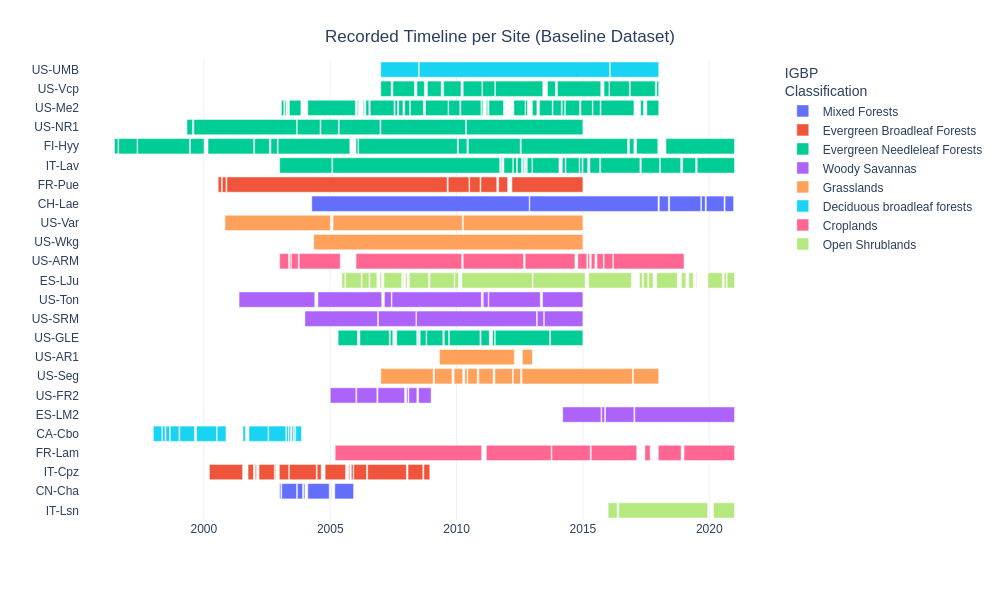 Recorded Timeline per Site (Baseline Dataset)
US-UMB
US-Vcp
US-Me2
US-NR1
FI-Hyy
IT-Lav
FR-Pue
CH-Lae
US-Var
US-Wkg
US-ARM
ES-LJu
US-Ton
US-SRM
US-GLE
US-AR1
US-Seg
US-FR2
ES-LM2
CA-Cbo
FR-Lam
IT-Cpz
CN-Cha
IT-Lsn
2000 2005 2010 2015 2020
IGBP
Classification
Mixed Forests
Evergreen Broadleaf Forests
Evergreen Needleleaf Forests
Woody Savannas
Grasslands
Deciduous broadleaf forests
Croplands
Open Shrublands